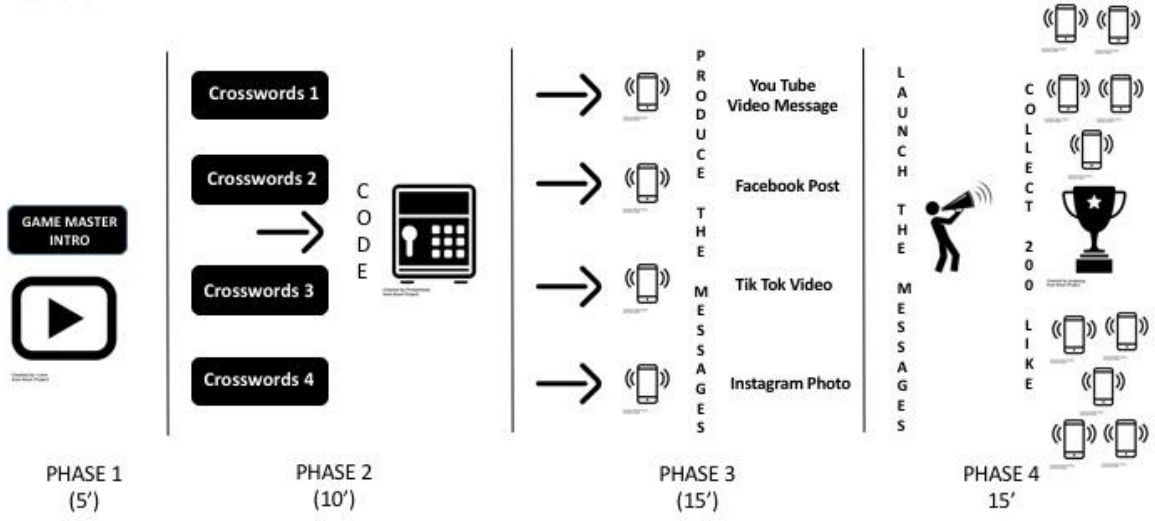 GAME MASTER
INTRO
PHASE 1
(5')
Crosswords 1
Crosswords 2
Crosswords 3
Crosswords 4
CODE
PHASE 2
(10')
PRODUCE THE MESSAGES
You Tube
Video Message
Facebook Post
Tik Tok Video
Instagram Photo
PHASE 3
(15')
LAUNCH THE MESSAGES
COLLECT 200 LIKE
PHASE 4
15'